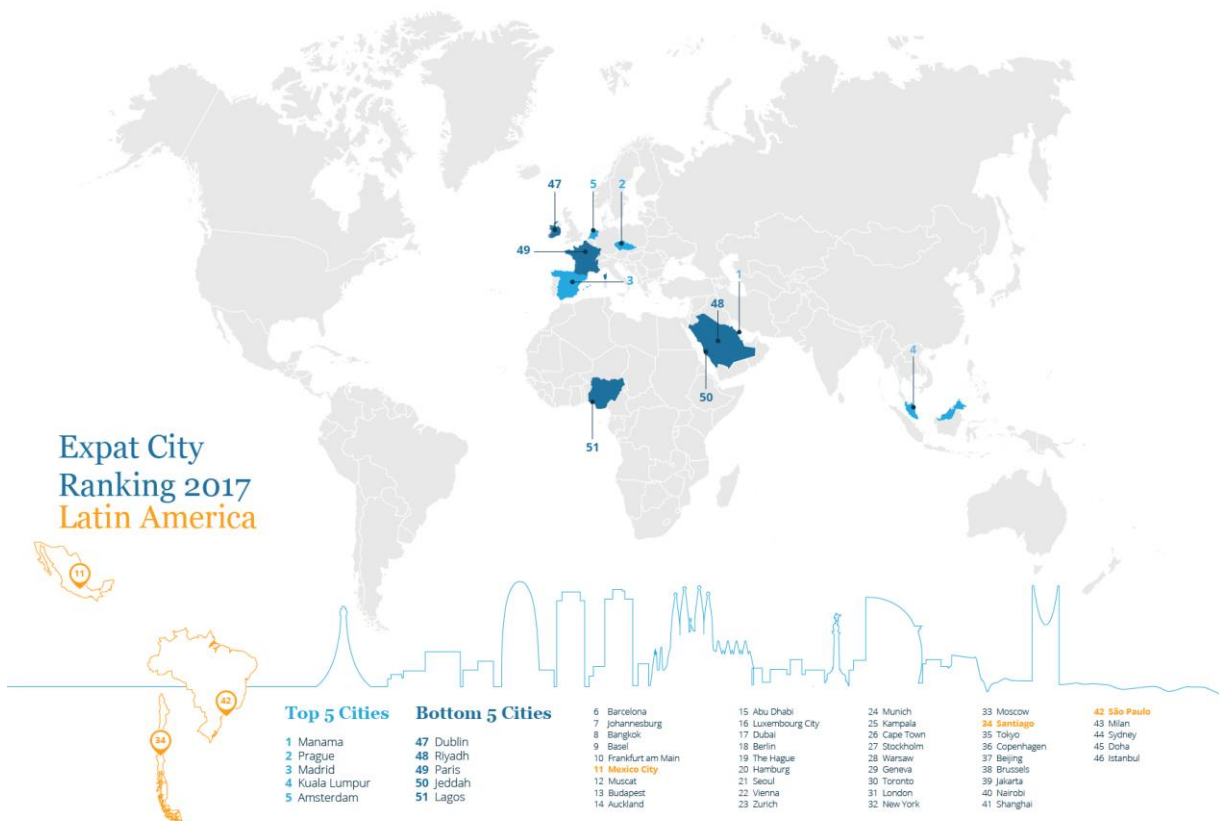 47
5
2
49
3
1
48
4
50
51
Expat City
Ranking 2017
Latin America
11
42
34
Top 5 Cities
1 Manama
2 Prague
3 Madrid
4 Kuala Lumpur
5 Amsterdam
Bottom 5 Cities
47 Dublin
48 Riyadh
49 Paris
50 Jeddah
51 Lagos
6 Barcelona
7 Johannesburg
8 Bangkok
9 Basel
10 Frankfurt am Main
11 Mexico City
12 Muscat
13 Budapest
14 Auckland
15 Abu Dhabi
16 Luxembourg City
17 Dubai
18 Berlin
19 The Hague
20 Hamburg
21 Seoul
22 Vienna
23 Zurich
24 Munich
25 Kampala
26 Cape Town
27 Stockholm
28 Warsaw
29 Geneva
30 Toronto
31 London
32 New York
33 Moscow
34 Santiago
35 Tokyo
36 Copenhagen
37 Beijing
38 Brussels
39 Jakarta
40 Nairobi
41 Shanghai
42 São Paulo
43 Milan
44 Sydney
45 Doha
46 Istanbul